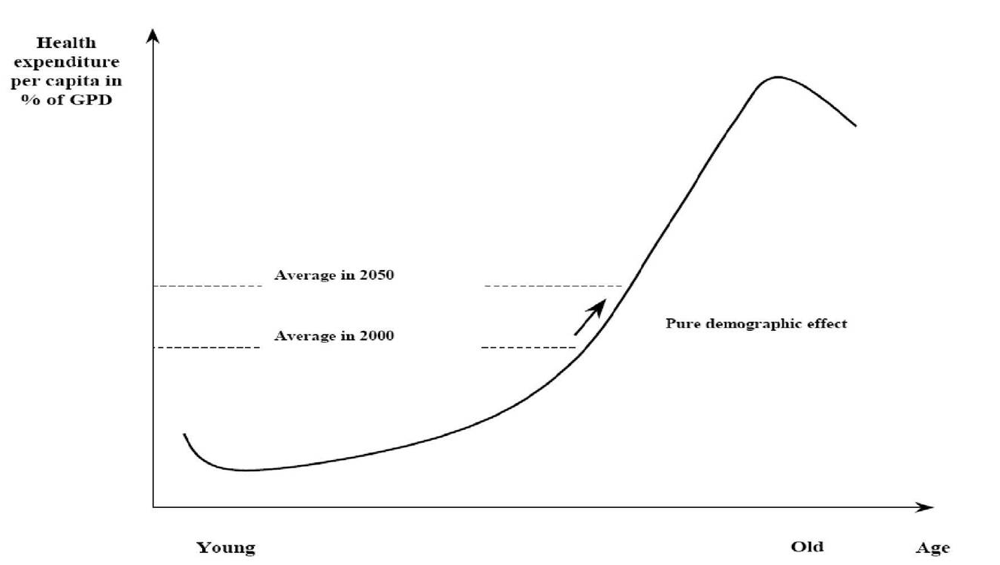 Health
expenditure
per capita in
% of GPD
Average in 2050
Average in 2000
Pure demographic effect
Young
Old
Age